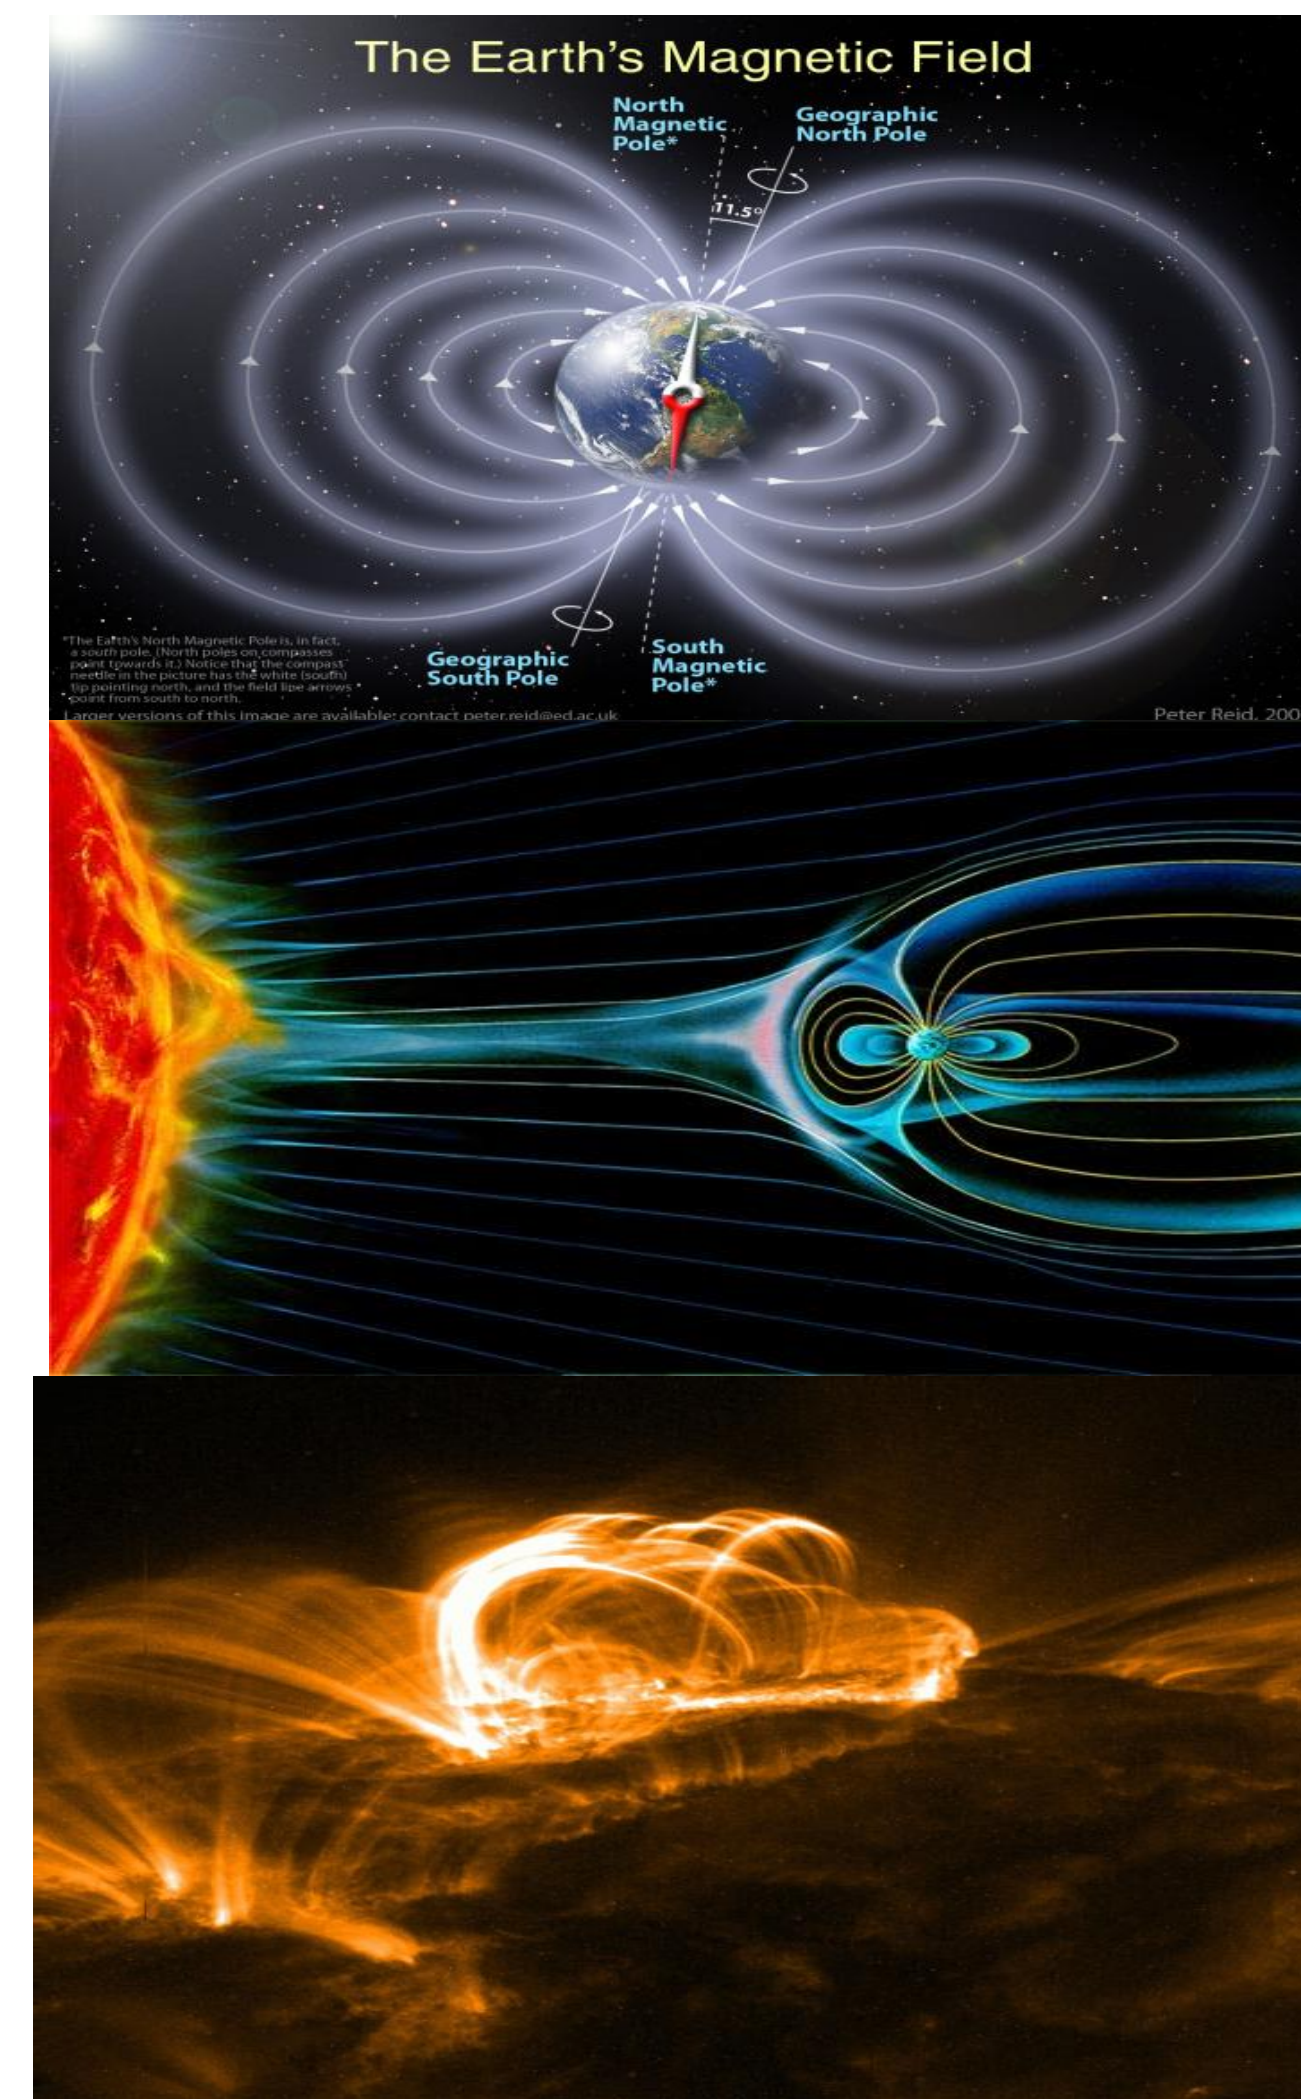 The Earth's Magnetic Field
North
Magnetic
Pole*
Geographic
North Pole
11.5°
*The Earth's North Magnetic Pole is, in fact,
a south pole. (North poles on compasses
point towards it.) Notice that the compass
needle in the picture has the white (south)
tip pointing north, and the field line arrows
point from south to north.
Geographic
South Pole
South
Magnetic
Pole*
Larger versions of this image are available: contact peter.reid@ed.ac.uk
Peter Reid, 200